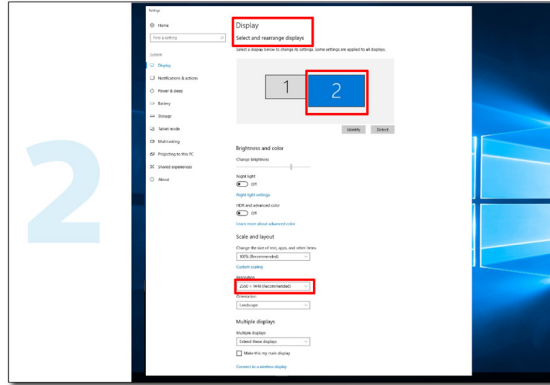 2
Settings
Home
Find a setting
System
Display
Notifications & actions
Power & sleep
Battery
Storage
Tablet mode
Multitasking
Projecting to this PC
Shared experiences
About
Display
Select and rearrange displays
Select a display below to change its settings. Some settings are applied to all displays.
1
2
Identify
Detect
Brightness and color
Change brightness
Night light
Off
Night light settings
HDR and advanced color
Off
Learn more about advanced color
Scale and layout
Change the size of text, apps, and other items
100% (Recommended)
Custom scaling
Resolution
2560 × 1440 (Recommended)
Orientation
Landscape
Multiple displays
Multiple displays
Extend these displays
Make this my main display
Connect to a wireless display